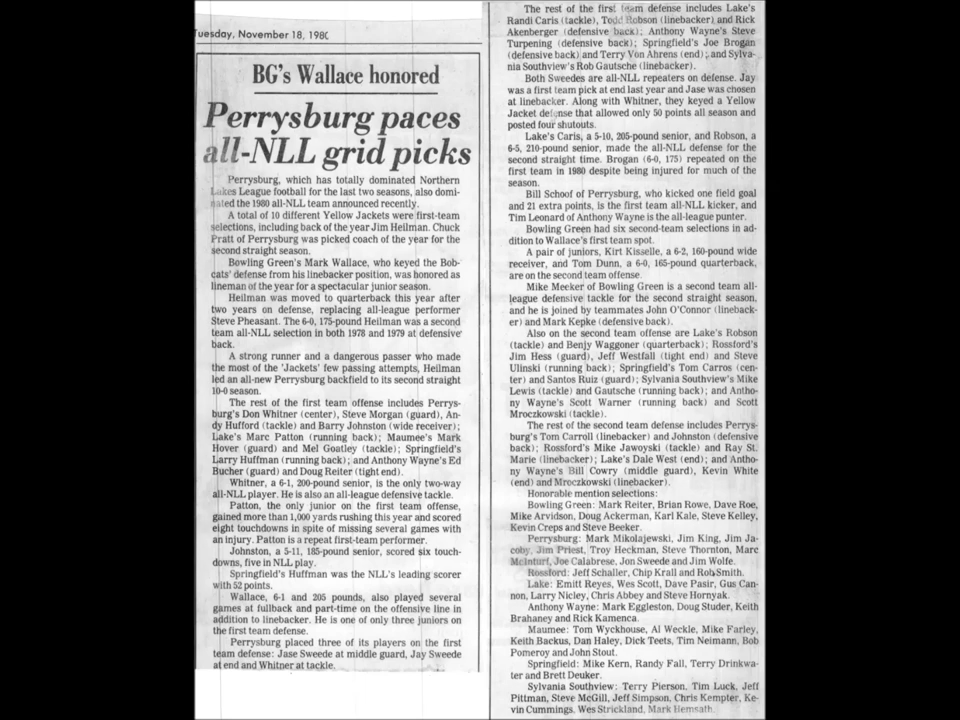 Tuesday, November 18, 1980
BG's Wallace honored
Perrysburg paces
all-NLL grid picks
Perrysburg, which has totally dominated Northern
Lakes League football for the last two seasons, also domi-
nated the 1980 all-NLL team announced recently.
A total of 10 different Yellow Jackets were first-team
selections, including back of the year Jim Heilman. Chuck
Pratt of Perrysburg was picked coach of the year for the
second straight season.
Bowling Green's Mark Wallace, who keyed the Bob-
cats' defense from his linebacker position, was honored as
lineman of the year for a spectacular junior season.
Heilman was moved to quarterback this year after
two years on defense, replacing all-league performer
Steve Pheasant. The 6-0, 175-pound Heilman was a second
team all-NLL selection in both 1978 and 1979 at defensive
back.
A strong runner and a dangerous passer who made
the most of the 'Jackets' few passing attempts, Heilman
led an all-new Perrysburg backfield to its second straight
10-0 season.
The rest of the first team offense includes Perrys-
burg's Don Whitner (center), Steve Morgan (guard), An-
dy Hufford (tackle) and Barry Johnston (wide receiver);
Lake's Marc Patton (running back); Maumee's Mark
Hover (guard) and Mel Goatley (tackle); Springfield's
Larry Huffman (running back); and Anthony Wayne's Ed
Bucher (guard) and Doug Reiter (tight end).
Whitner, a 6-1, 200-pound senior, is the only two-way
all-NLL player. He is also an all-league defensive tackle.
Patton, the only junior on the first team offense,
gained more than 1,000 yards rushing this year and scored
eight touchdowns in spite of missing several games with
an injury. Patton is a repeat first-team performer.
Johnston, a 5-11, 185-pound senior, scored six touch-
downs, five in NLL play.
Springfield's Huffman was the NLL's leading scorer
with 52 points.
Wallace, 6-1 and 205 pounds, also played several
games at fullback and part-time on the offensive line in
addition to linebacker. He is one of only three juniors on
the first team defense.
Perrysburg placed three of its players on the first
team defense: Jase Sweede at middle guard, Jay Sweede
at end and Whitner at tackle.
The rest of the first team defense includes Lake's
Randi Caris (tackle), Todd Robson (linebacker) and Rick
Akenberger (defensive back); Anthony Wayne's Steve
Turpening (defensive back); Springfield's Joe Brogan
(defensive back and Terry Von Ahrens (end); and Sylva-
nia Southview's Rob Gautsche (linebacker).
Both Sweedes are all-NLL repeaters on defense. Jay
was a first team pick at end last year and Jase was chosen
at linebacker. Along with Whitner, they keyed a Yellow
Jacket defense that allowed only 50 points all season and
posted four shutouts.
Lake's Caris, a 5-10, 205-pound senior, and Robson, a
6-5, 210-pound senior, made the all-NLL defense for the
second straight time. Brogan (6-0, 175) repeated on the
first team in 1980 despite being injured for much of the
season.
Bill Schoof of Perrysburg, who kicked one field goal
and 21 extra points, is the first team all-NLL kicker, and
Tim Leonard of Anthony Wayne is the all-league punter.
Bowling Green had six second-team selections in ad-
dition to Wallace's first team spot.
A pair of juniors, Kirt Kisselle, a 6-2, 160-pound wide
receiver, and Tom Dunn, a 6-0, 165-pound quarterback,
are on the second team offense.
Mike Meeker of Bowling Green is a second team all-
league defensive tackle for the second straight season,
and he is joined by teammates John O'Connor (lineback-
er) and Mark Kepke (defensive back).
Also on the second team offense are Lake's Robson
(tackle) and Benjy Waggoner (quarterback); Rossford's
Jim Hess (guard), Jeff Westfall (tight end) and Steve
Ulinski (running back); Springfield's Tom Carros (cen-
ter) and Santos Ruiz (guard); Sylvania Southview's Mike
Lewis (tackle) and Gautsche (running back); and Antho-
ny Wayne's Scott Warner (running back) and Scott
Mroczkowski (tackle).
The rest of the second team defense includes Perrys-
burg's Tom Carroll (linebacker) and Johnston (defensive
back); Rossford's Mike Jawoyski (tackle) and Ray St.
Marie (linebacker); Lake's Dale West (end); and Antho-
ny Wayne's Bill Cowry (middle guard), Kevin White
(end) and Mroczkowski (linebacker).
Honorable mention selections:
Bowling Green: Mark Reiter, Brian Rowe, Dave Roe,
Mike Arvidson, Doug Ackerman, Karl Kale, Steve Kelley,
Kevin Creps and Steve Beeker.
Perrysburg: Mark Mikolajewski, Jim King, Jim Ja-
coby, Jim Priest, Troy Heckman, Steve Thornton, Marc
McInturf, Joe Calabrese, Jon Sweede and Jim Wolfe.
Rossford: Jeff Schaller, Chip Krall and Rob Smith.
Lake: Emitt Reyes, Wes Scott, Dave Pasir, Gus Can-
non, Larry Nicley, Chris Abbey and Steve Hornyak.
Anthony Wayne: Mark Eggleston, Doug Studer, Keith
Brahaney and Rick Kamenca.
Maumee: Tom Wyckhouse, Al Weckle, Mike Farley,
Keith Backus, Dan Haley, Dick Teets, Tim Neimann, Bob
Pomeroy and John Stout.
Springfield: Mike Kern, Randy Fall, Terry Drinkwa-
ter and Brett Deuker.
Sylvania Southview: Terry Pierson, Tim Luck, Jeff
Pittman, Steve McGill, Jeff Simpson, Chris Kempter, Ke-
vin Cummings, Wes Strickland, Mark Hemsath.